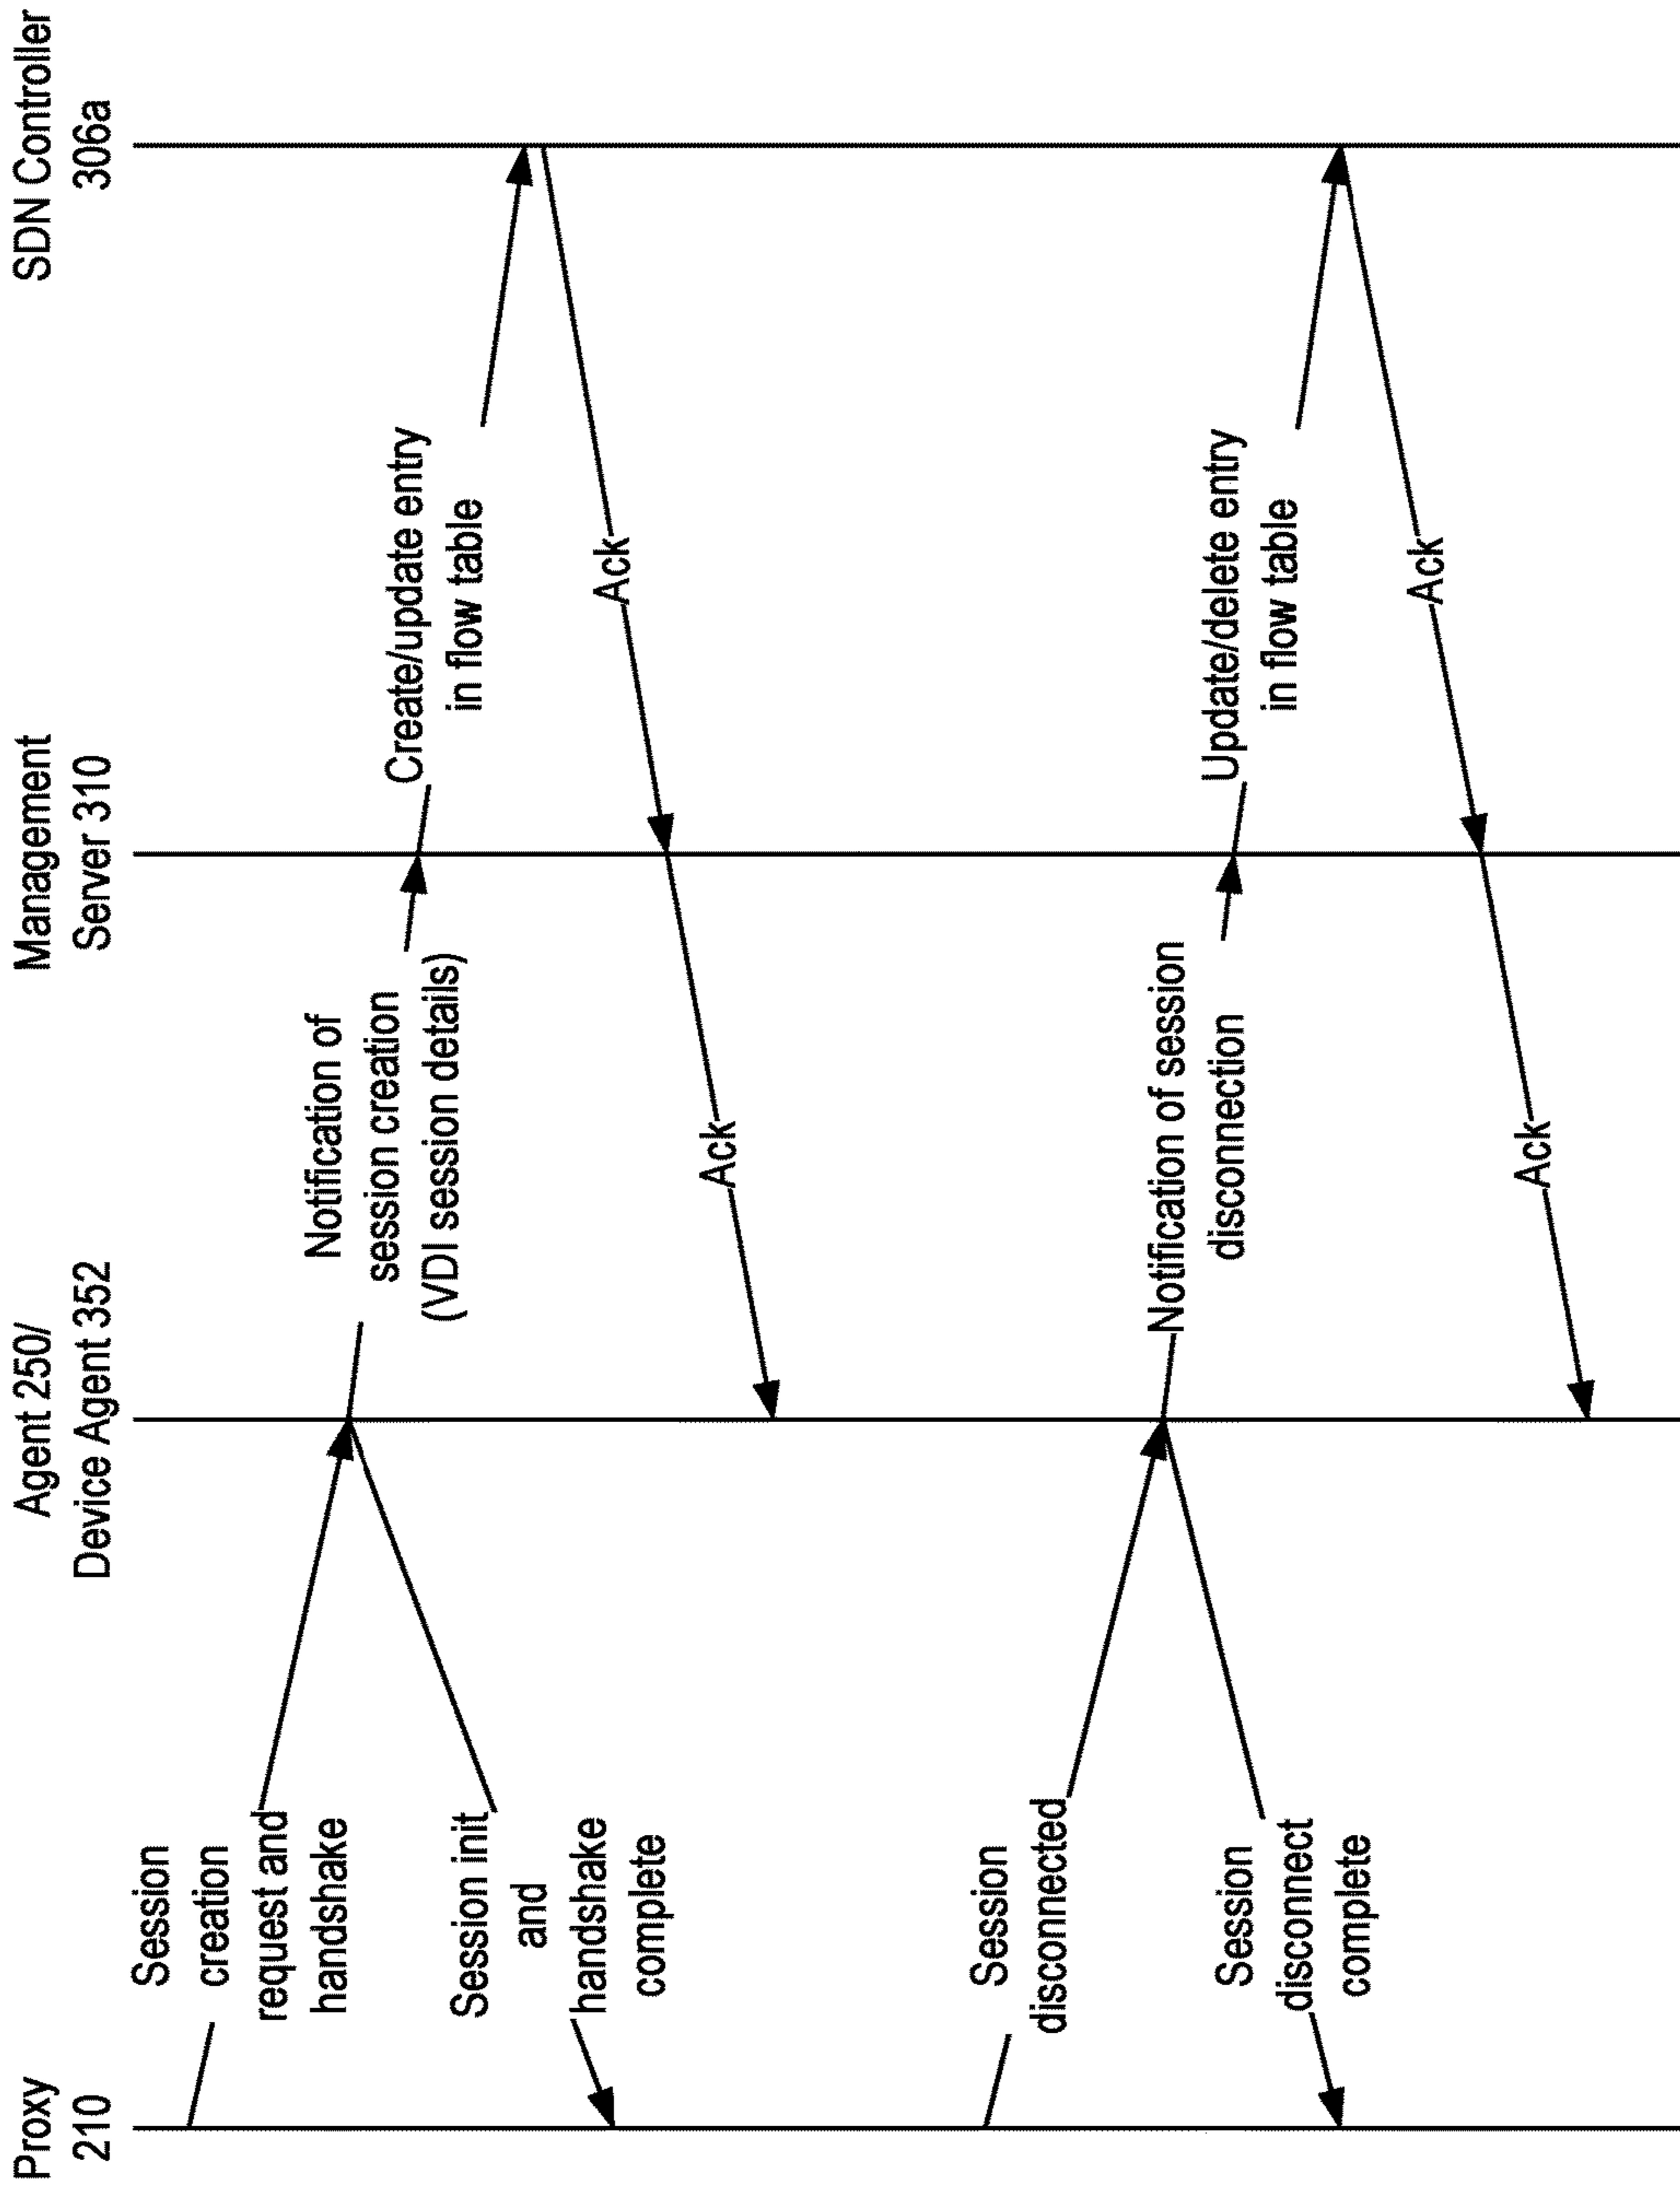 Proxy
210
Agent 250/
Device Agent 352
Management
Server 310
SDN Controller
306a
Session
creation
request and
handshake
Notification of
session creation
(VDI session details)
Create/update entry
in flow table
Session init
and
handshake
complete
Ack
Ack
Session
disconnected
Notification of session
disconnection
Update/delete entry
in flow table
Session
disconnect
complete
Ack
Ack